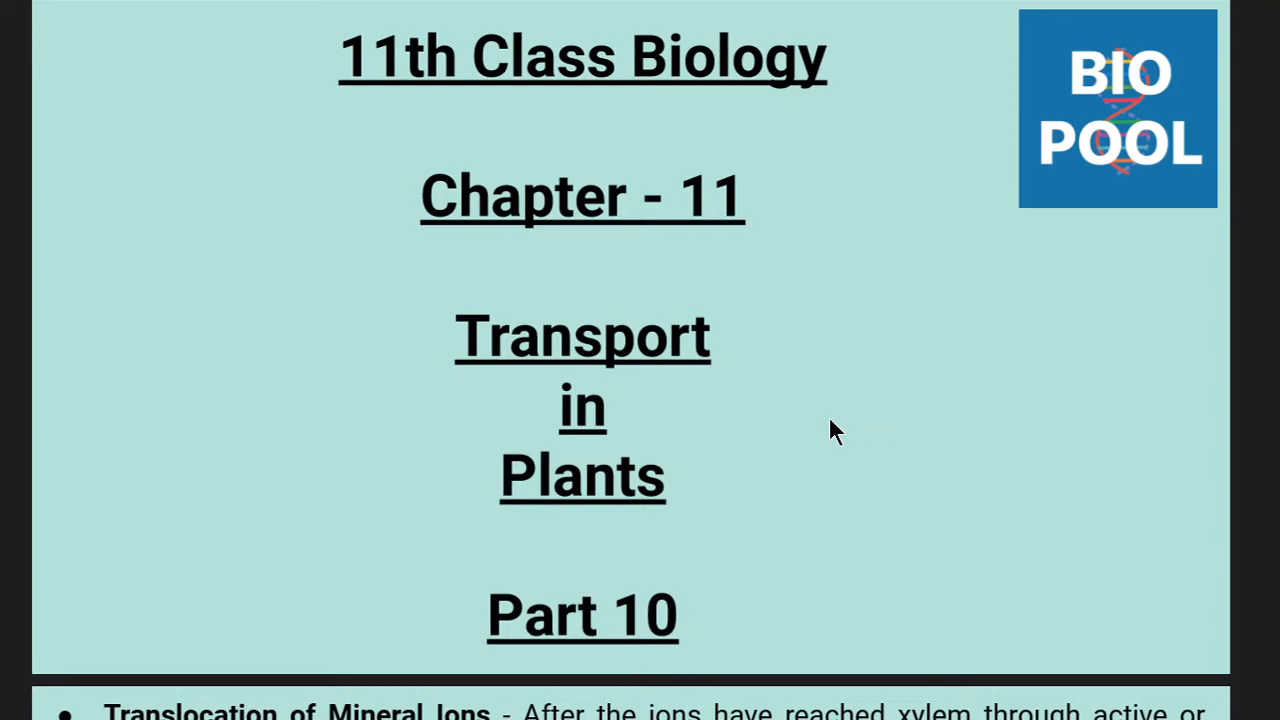 11th Class Biology
BIO
POOL
Chapter - 11
Transport
in
Plants
Part 10
● Translocation of Mineral Ions - After the ions have reached xylem through active or